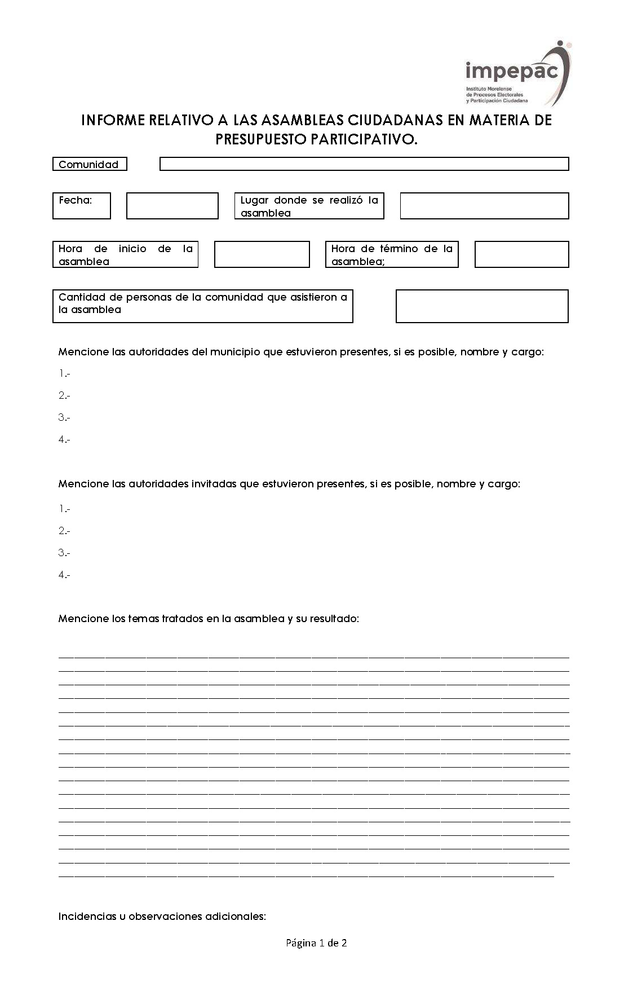 impepac
Instituto Morelense
de Procesos Electorales
y Participación Ciudadana
INFORME RELATIVO A LAS ASAMBLEAS CIUDADANAS EN MATERIA DE
PRESUPUESTO PARTICIPATIVO.
Comunidad
Fecha:
Lugar donde se realizó la
asamblea
Hora de inicio de la
asamblea
Hora de término de la
asamblea;
Cantidad de personas de la comunidad que asistieron a
la asamblea
Mencione las autoridades del municipio que estuvieron presentes, si es posible, nombre y cargo:
1.-
2.-
3.-
4.-
Mencione las autoridades invitadas que estuvieron presentes, si es posible, nombre y cargo:
1.-
2.-
3.-
4.-
Mencione los temas tratados en la asamblea y su resultado:
Incidencias u observaciones adicionales:
Página 1 de 2